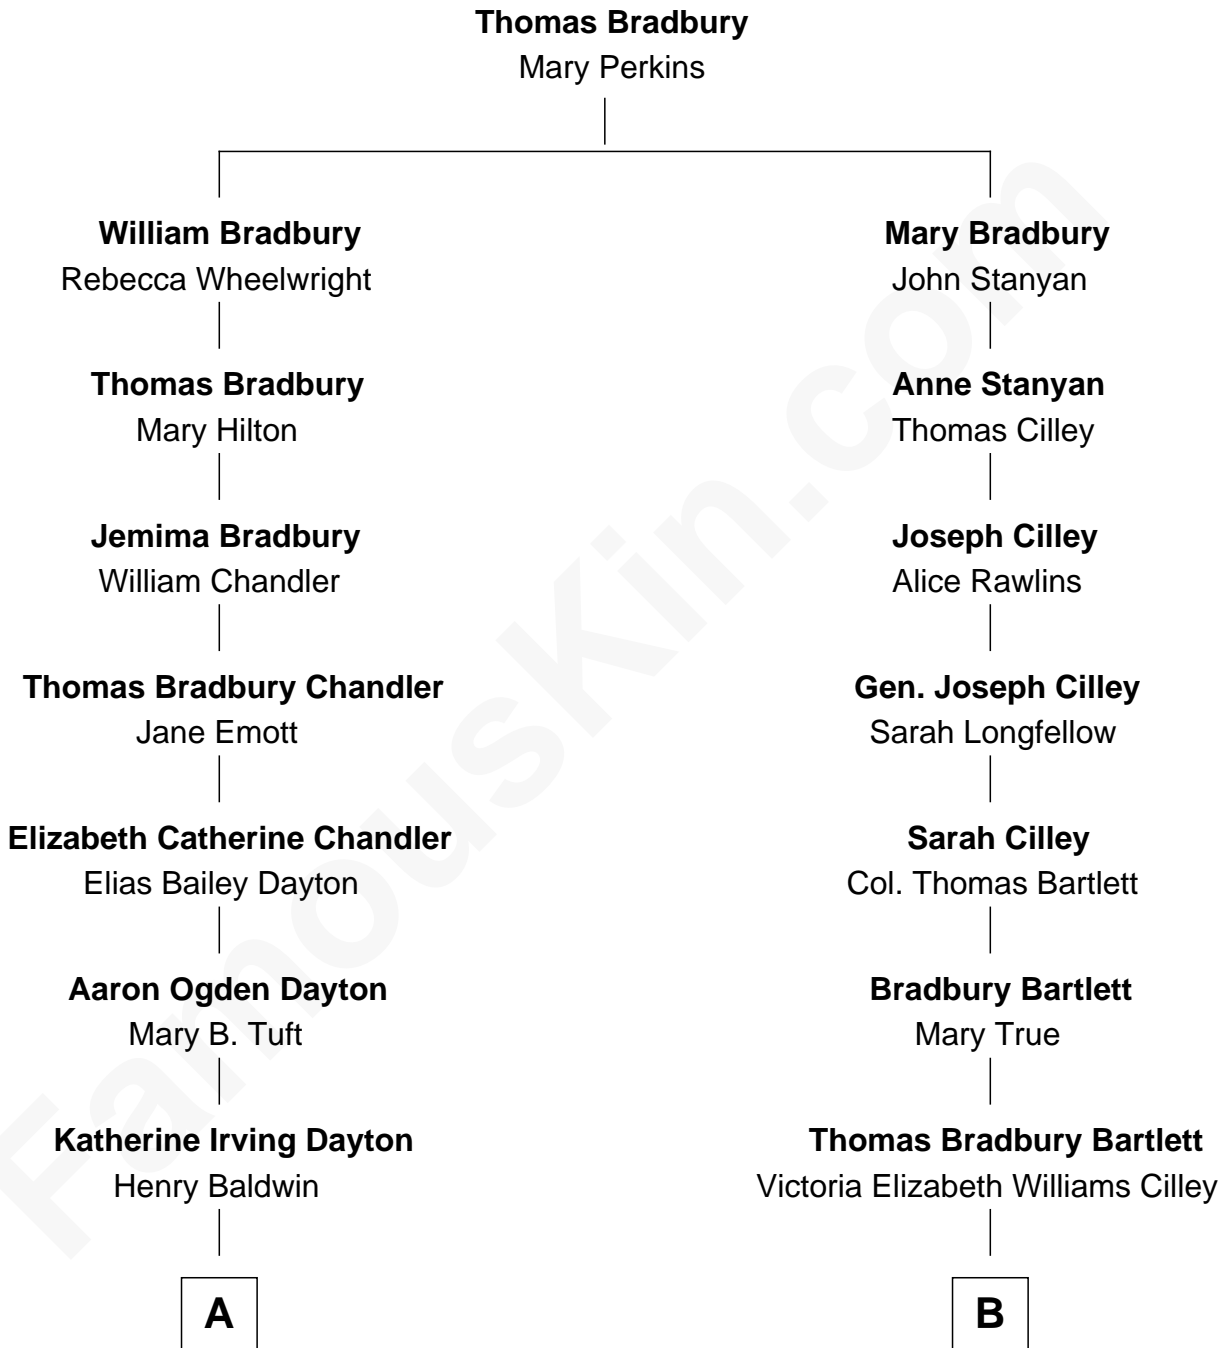 Thomas Bradbury
Mary Perkins
William Bradbury
Rebecca Wheelwright
Thomas Bradbury
Mary Hilton
Jemima Bradbury
William Chandler
Thomas Bradbury Chandler
Jane Emott
Elizabeth Catherine Chandler
Elias Bailey Dayton
Aaron Ogden Dayton
Mary B. Tuft
Katherine Irving Dayton
Henry Baldwin
A
Mary Bradbury
John Stanyan
Anne Stanyan
Thomas Cilley
Joseph Cilley
Alice Rawlins
Gen. Joseph Cilley
Sarah Longfellow
Sarah Cilley
Col. Thomas Bartlett
Bradbury Bartlett
Mary True
Thomas Bradbury Bartlett
Victoria Elizabeth Williams Cilley
B
FamousKin.com